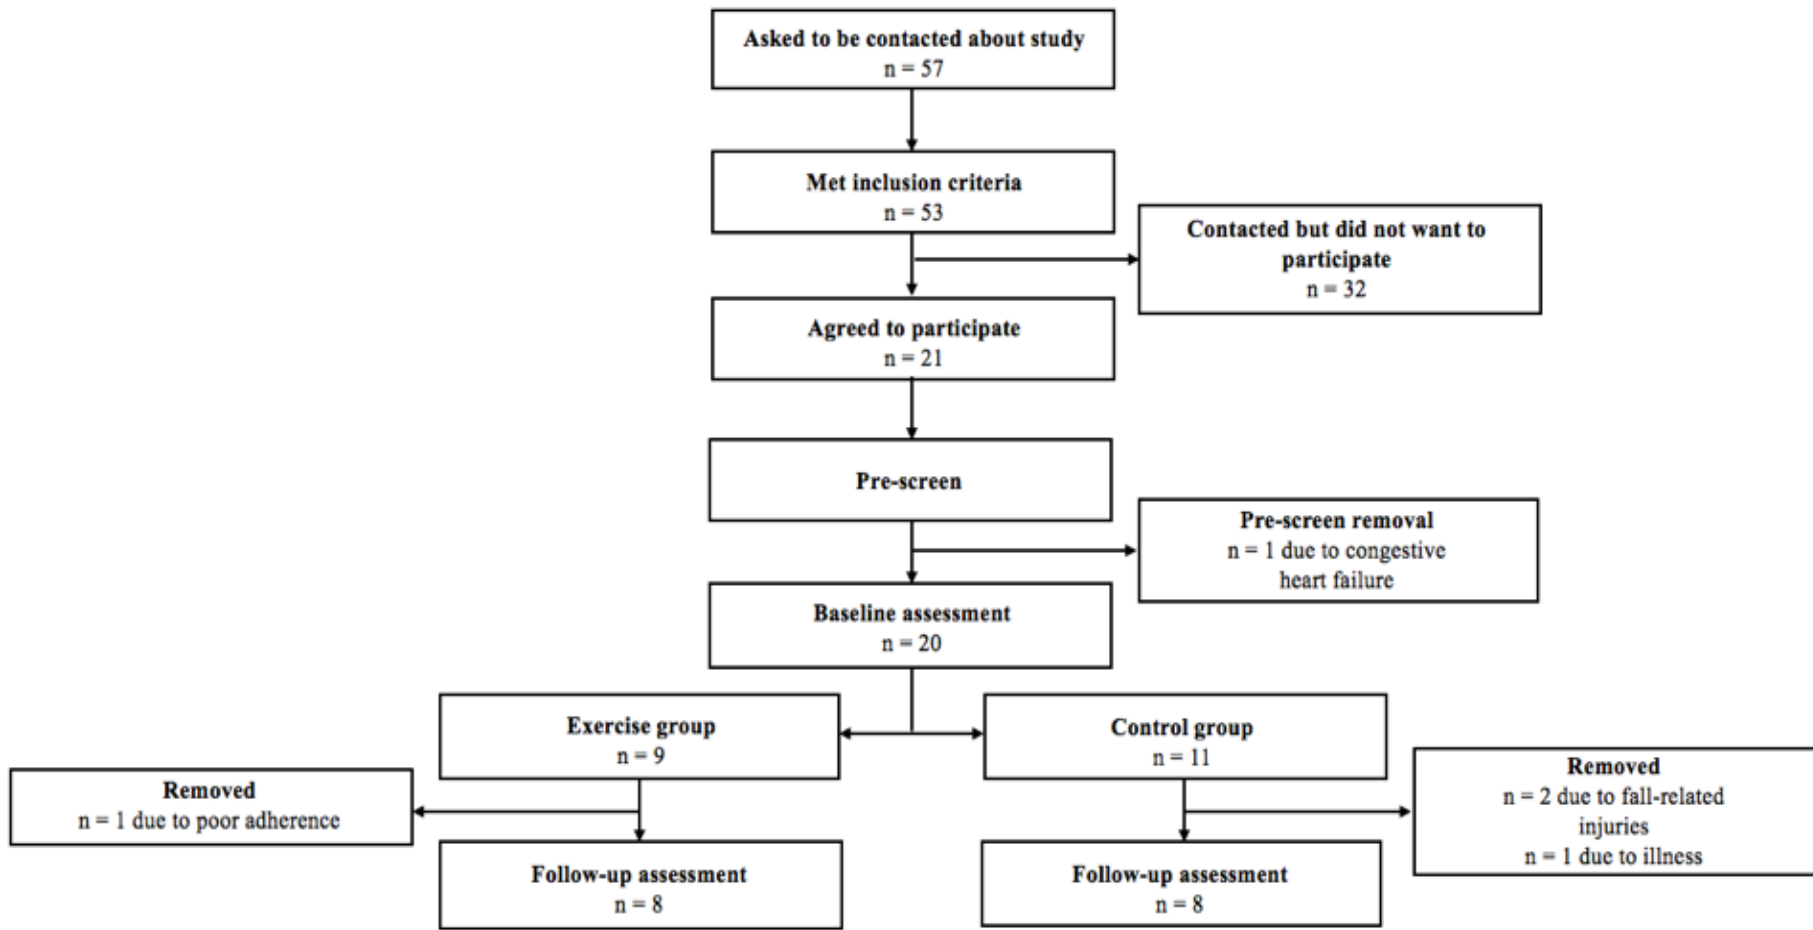 Asked to be contacted about study
n = 57
Met inclusion criteria
n = 53
Contacted but did not want to
participate
n = 32
Agreed to participate
n = 21
Pre-screen
Pre-screen removal
n = 1 due to congestive
heart failure
Baseline assessment
n = 20
Exercise group
n = 9
Control group
n = 11
Removed
n = 1 due to poor adherence
Removed
n = 2 due to fall-related
injuries
n = 1 due to illness
Follow-up assessment
n = 8
Follow-up assessment
n = 8